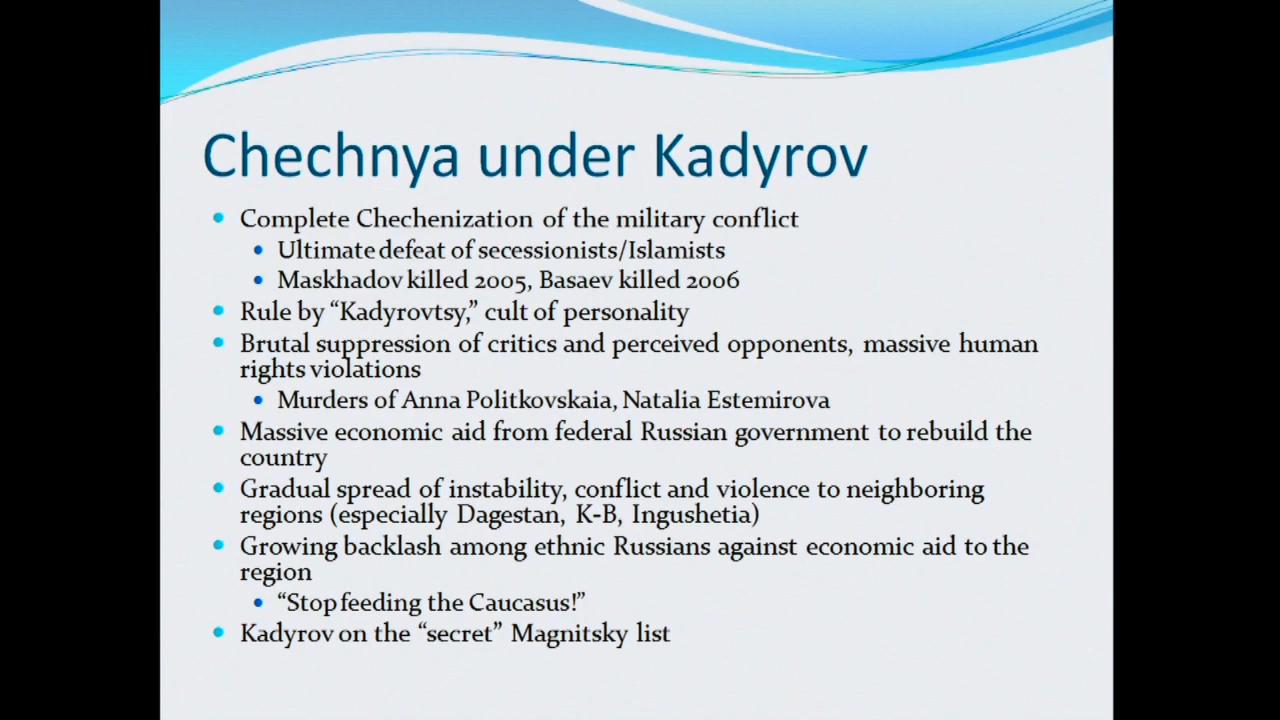 Chechnya under Kadyrov
Complete Chechenization of the military conflict
Ultimate defeat of secessionists/Islamists
Maskhadov killed 2005, Basaev killed 2006
Rule by “Kadyrovtsy,” cult of personality
Brutal suppression of critics and perceived opponents, massive human
rights violations
Murders of Anna Politkovskaia, Natalia Estemirova
Massive economic aid from federal Russian government to rebuild the
country
Gradual spread of instability, conflict and violence to neighboring
regions (especially Dagestan, K-B, Ingushetia)
Growing backlash among ethnic Russians against economic aid to the
region
“Stop feeding the Caucasus!”
Kadyrov on the “secret” Magnitsky list